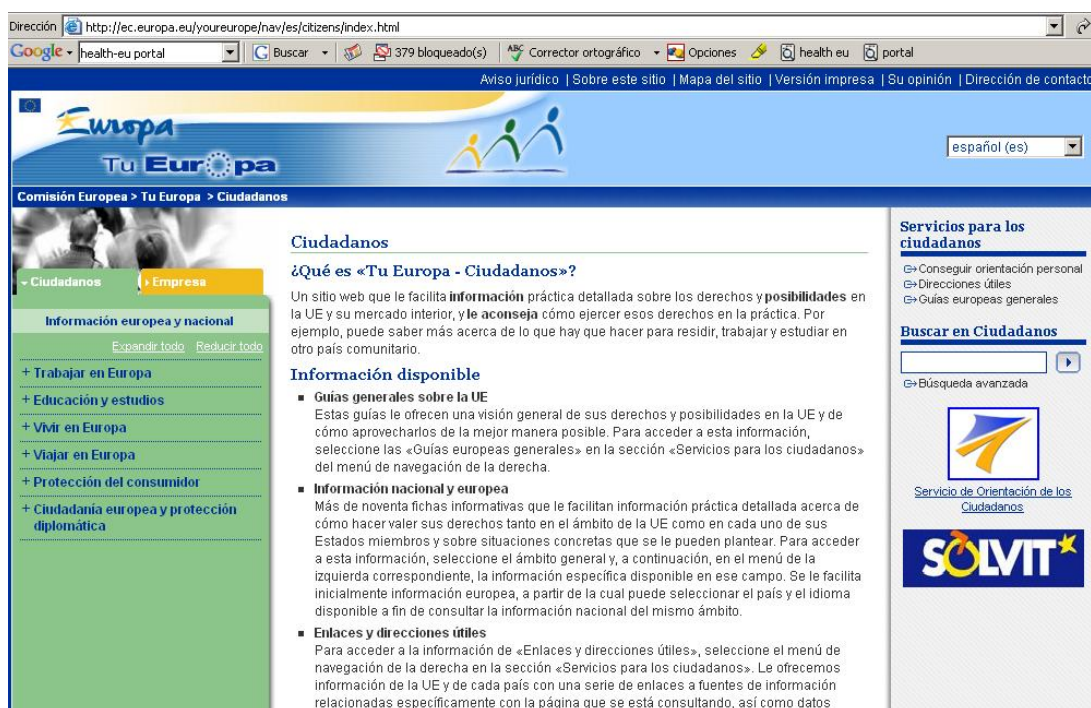 Dirección http://ec.europa.eu/youreurope/nav/es/citizens/index.html
Google health-eu portal Buscar 379 bloqueado(s) ABC Corrector ortográfico Opciones health eu portal
Aviso jurídico | Sobre este sitio | Mapa del sitio | Versión impresa | Su opinión | Dirección de contacto
Europa
Tu Europa
español (es)
Comisión Europea > Tu Europa > Ciudadanos
Ciudadanos
Empresa
Información europea y nacional
Expandir todo Reducir todo
+ Trabajar en Europa
+ Educación y estudios
+ Vivir en Europa
+ Viajar en Europa
+ Protección del consumidor
+ Ciudadanía europea y protección
diplomática
Ciudadanos
¿Qué es «Tu Europa - Ciudadanos»?
Un sitio web que le facilita información práctica detallada sobre los derechos y posibilidades en
la UE y su mercado interior, y le aconseja cómo ejercer esos derechos en la práctica. Por
ejemplo, puede saber más acerca de lo que hay que hacer para residir, trabajar y estudiar en
otro país comunitario.
Información disponible
Guías generales sobre la UE
Estas guías le ofrecen una visión general de sus derechos y posibilidades en la UE y de
cómo aprovecharlos de la mejor manera posible. Para acceder a esta información,
seleccione las «Guías europeas generales» en la sección «Servicios para los ciudadanos»
del menú de navegación de la derecha.
Información nacional y europea
Más de noventa fichas informativas que le facilitan información práctica detallada acerca de
cómo hacer valer sus derechos tanto en el ámbito de la UE como en cada uno de sus
Estados miembros y sobre situaciones concretas que se le pueden plantear. Para acceder
a esta información, seleccione el ámbito general y, a continuación, en el menú de la
izquierda correspondiente, la información específica disponible en ese campo. Se le facilita
inicialmente información europea, a partir de la cual puede seleccionar el país y el idioma
disponible a fin de consultar la información nacional del mismo ámbito.
Enlaces y direcciones útiles
Para acceder a la información de «Enlaces y direcciones útiles», seleccione el menú de
navegación de la derecha en la sección «Servicios para los ciudadanos». Le ofrecemos
información de la UE y de cada país con una serie de enlaces a fuentes de información
relacionadas específicamente con la página que se está consultando, así como datos
Servicios para los
ciudadanos
Conseguir orientación personal
Direcciones útiles
Guías europeas generales
Buscar en Ciudadanos
Búsqueda avanzada
Servicio de Orientación de los
Ciudadanos
SOLVIT